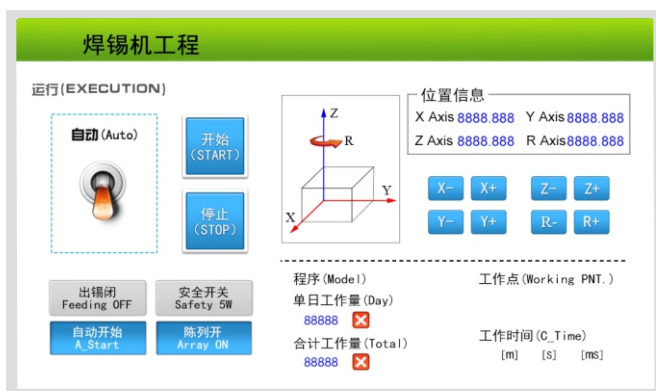 焊锡机工程
运行(EXECUTION)
自动(Auto)
开始
(START)
停止
(STOP)
出锡闭
Feeding OFF
安全开关
Safety 5W
自动开始
A_Start
陈列开
Array ON
Z
R
Y
X
位置信息
X Axis 8888.888 Y Axis 8888.888
Z Axis 8888.888 R Axis 8888.888
X- X+ Z- Z+
Y- Y+ R- R+
程序(Model) 工作点(Working PNT.)
单日工作量(Day)
88888
合计工作量(Total) 工作时间(C_Time)
88888 [m] [s] [ms]